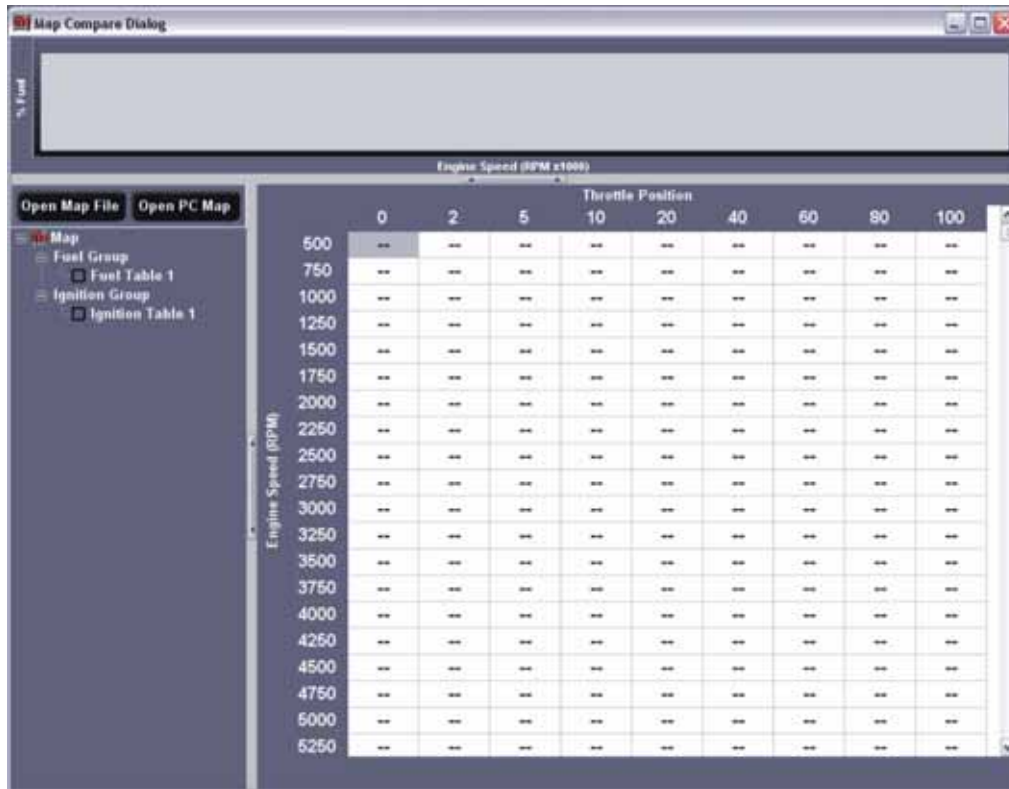 Map Compare Dialog
% Fuel
Engine Speed (RPM x1000)
Open Map File Open PC Map
Map
Fuel Group
Fuel Table 1
Ignition Group
Ignition Table 1
Throttle Position
0 2 5 10 20 40 60 80 100
Engine Speed (RPM)
500 -- -- -- -- -- -- -- -- --
750 -- -- -- -- -- -- -- -- --
1000 -- -- -- -- -- -- -- -- --
1250 -- -- -- -- -- -- -- -- --
1500 -- -- -- -- -- -- -- -- --
1750 -- -- -- -- -- -- -- -- --
2000 -- -- -- -- -- -- -- -- --
2250 -- -- -- -- -- -- -- -- --
2500 -- -- -- -- -- -- -- -- --
2750 -- -- -- -- -- -- -- -- --
3000 -- -- -- -- -- -- -- -- --
3250 -- -- -- -- -- -- -- -- --
3500 -- -- -- -- -- -- -- -- --
3750 -- -- -- -- -- -- -- -- --
4000 -- -- -- -- -- -- -- -- --
4250 -- -- -- -- -- -- -- -- --
4500 -- -- -- -- -- -- -- -- --
4750 -- -- -- -- -- -- -- -- --
5000 -- -- -- -- -- -- -- -- --
5250 -- -- -- -- -- -- -- -- --